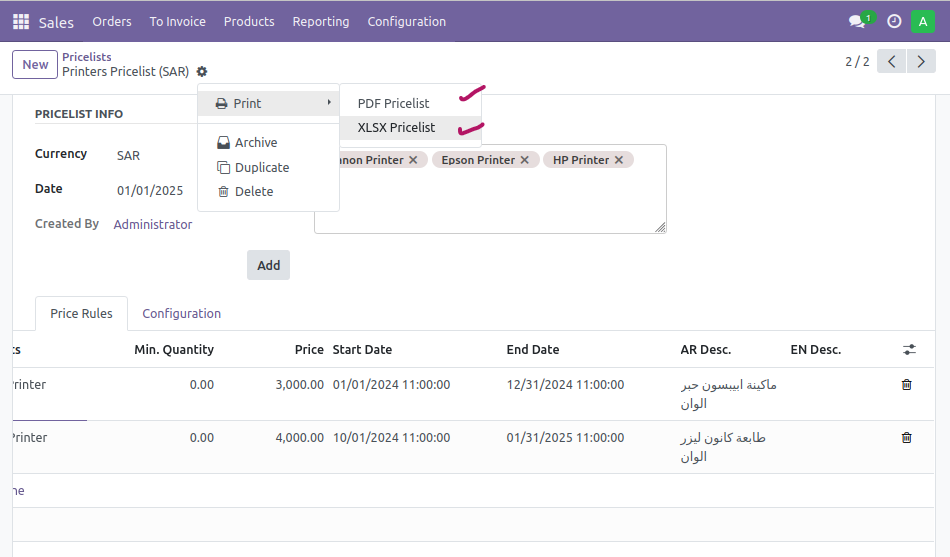 Sales Orders To Invoice Products Reporting Configuration 1 A
New Pricelists
Printers Pricelist (SAR) 2 / 2
Print PDF Pricelist
XLSX Pricelist
Archive
Duplicate
Delete
PRICELIST INFO
Currency SAR
Date 01/01/2025
Created By Administrator
Printer Epson Printer HP Printer
Add
Price Rules Configuration
Min. Quantity Price Start Date End Date AR Desc. EN Desc.
Printer 0.00 3,000.00 01/01/2024 11:00:00 12/31/2024 11:00:00 ماكينة ابيبسون حبر
الوان
Printer 0.00 4,000.00 10/01/2024 11:00:00 01/31/2025 11:00:00 طابعة كانون ليزر
الوان